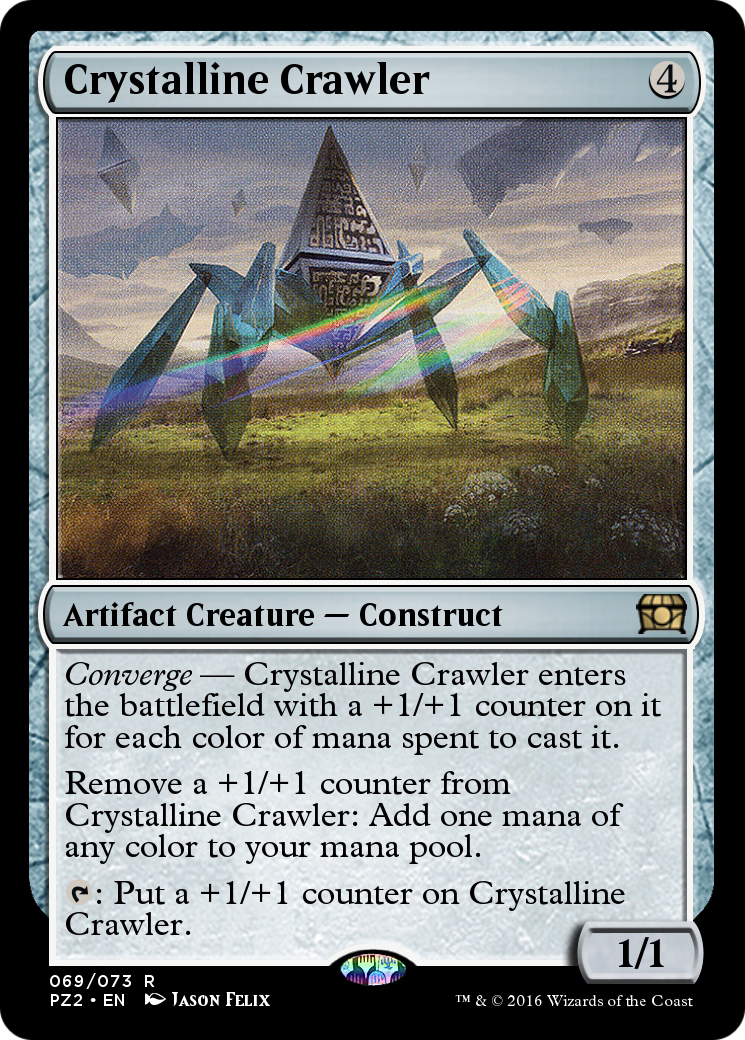 Crystalline Crawler
4
Artifact Creature — Construct
Converge — Crystalline Crawler enters
the battlefield with a +1/+1 counter on it
for each color of mana spent to cast it.
Remove a +1/+1 counter from
Crystalline Crawler: Add one mana of
any color to your mana pool.
: Put a +1/+1 counter on Crystalline
Crawler.
1/1
069/073 R
PZ2 • EN Jason Felix
™ & © 2016 Wizards of the Coast